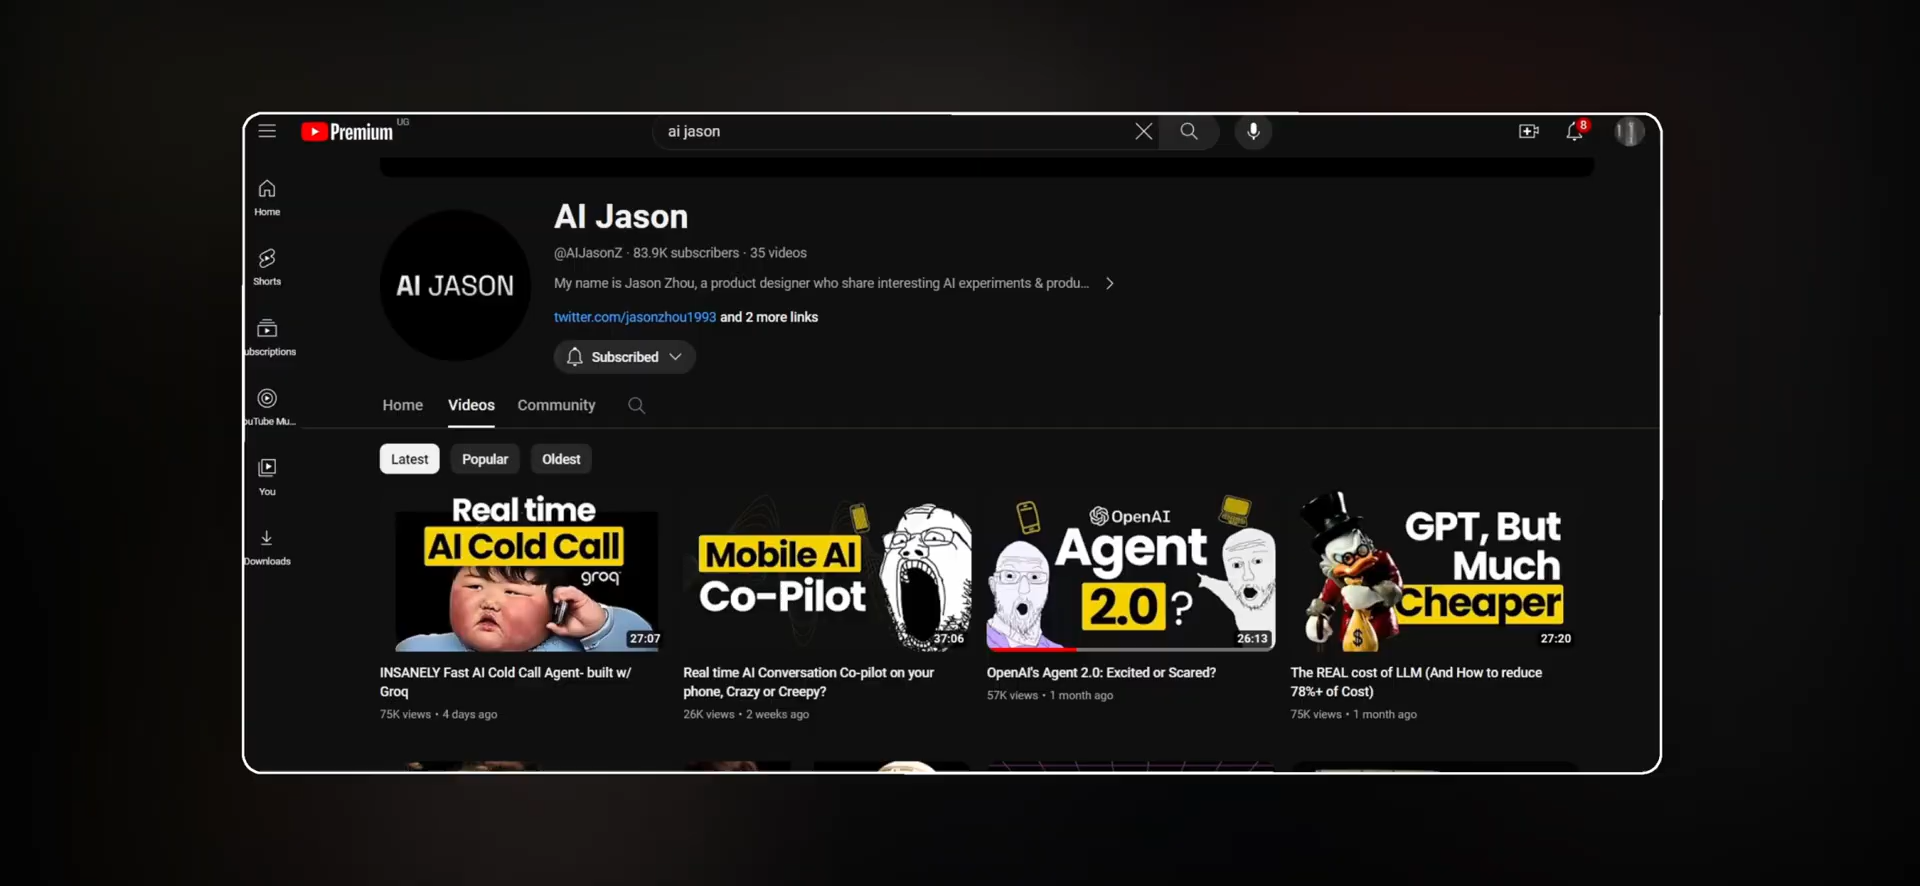 Premium UG
ai jason
8
Home
Shorts
ubscriptions
ouTube Mu...
You
Downloads
AI JASON
AI Jason
@AIJasonZ · 83.9K subscribers · 35 videos
My name is Jason Zhou, a product designer who share interesting AI experiments & produ...
twitter.com/jasonzhou1993 and 2 more links
Subscribed
Home Videos Community
Latest Popular Oldest
Real time
AI Cold Call
groq
27:07
INSANELY Fast AI Cold Call Agent- built w/
Groq
75K views • 4 days ago
Mobile AI
Co-Pilot
37:06
Real time AI Conversation Co-pilot on your
phone, Crazy or Creepy?
26K views • 2 weeks ago
OpenAI
Agent
2.0 ?
26:13
OpenAI's Agent 2.0: Excited or Scared?
57K views • 1 month ago
GPT, But
Much
Cheaper
$
27:20
The REAL cost of LLM (And How to reduce
78%+ of Cost)
75K views • 1 month ago